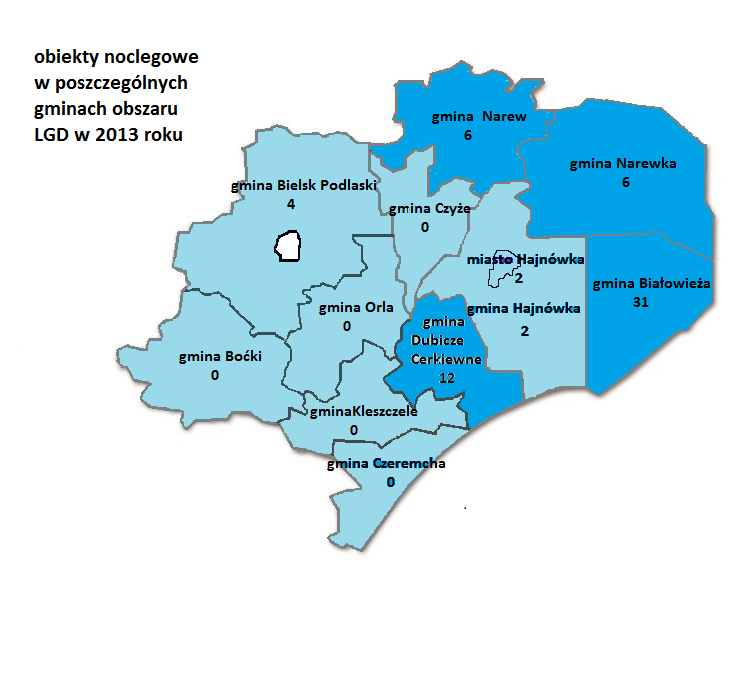 obiekty noclegowe
w poszczególnych
gminach obszaru
LGD w 2013 roku
gmina Narew
6
gmina Narewka
6
gmina Bielsk Podlaski
4
gmina Czyże
0
miasto Hajnówka
2
gmina Białowieża
31
gmina Orla
0
gmina Hajnówka
2
gmina
Dubicze
Cerkiewne
12
gmina Boćki
0
gminaKleszczele
0
gmina Czeremcha
0